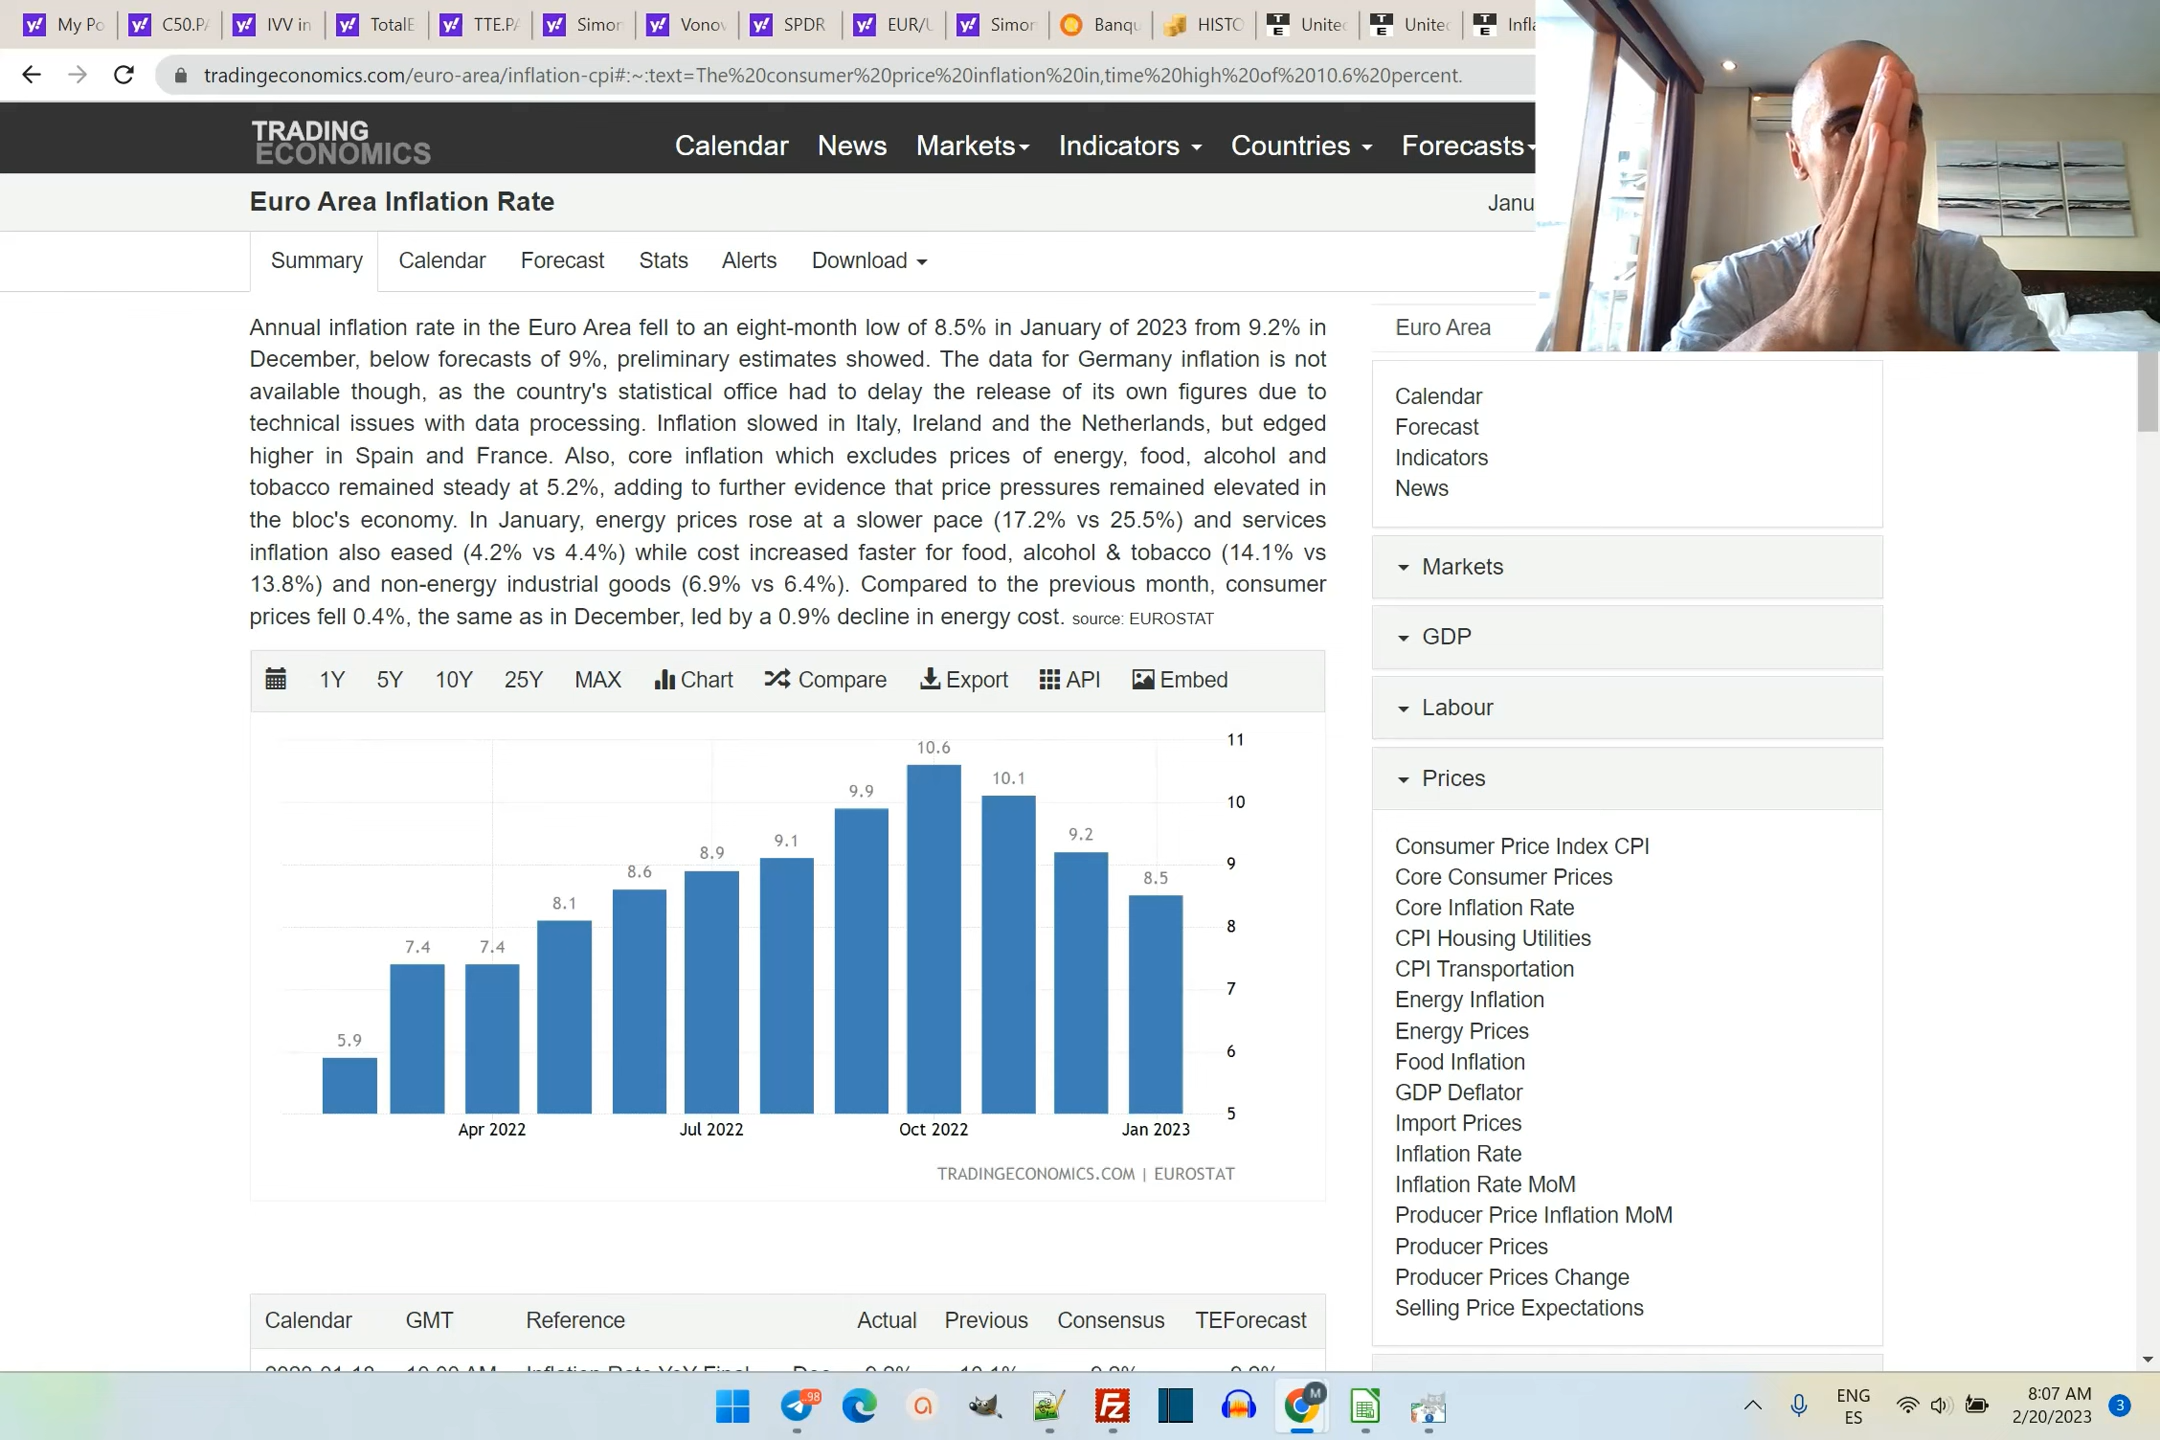 My Po
C50.P
IVV in
TotalE
TTE.PA
Simon
Vonov
SPDR
EUR/U
Simon
Banqu
HISTO
TE
Unite
TE
Unite
TE
Infla
tradingeconomics.com/euro-area/inflation-cpi#:~:text=The%20consumer%20price%20inflation%20in,time%20high%20of%2010.6%20percent.
TRADING
ECONOMICS
Calendar News Markets Indicators Countries Forecasts
Euro Area Inflation Rate
Janu
Summary Calendar Forecast Stats Alerts Download
Annual inflation rate in the Euro Area fell to an eight-month low of 8.5% in January of 2023 from 9.2% in
December, below forecasts of 9%, preliminary estimates showed. The data for Germany inflation is not
available though, as the country's statistical office had to delay the release of its own figures due to
technical issues with data processing. Inflation slowed in Italy, Ireland and the Netherlands, but edged
higher in Spain and France. Also, core inflation which excludes prices of energy, food, alcohol and
tobacco remained steady at 5.2%, adding to further evidence that price pressures remained elevated in
the bloc's economy. In January, energy prices rose at a slower pace (17.2% vs 25.5%) and services
inflation also eased (4.2% vs 4.4%) while cost increased faster for food, alcohol & tobacco (14.1% vs
13.8%) and non-energy industrial goods (6.9% vs 6.4%). Compared to the previous month, consumer
prices fell 0.4%, the same as in December, led by a 0.9% decline in energy cost. source: EUROSTAT
1Y 5Y 10Y 25Y MAX Chart Compare Export API Embed
5.9
7.4
7.4
8.1
8.6
8.9
9.1
9.9
10.6
10.1
9.2
8.5
11
10
9
8
7
6
5
Apr 2022 Jul 2022 Oct 2022 Jan 2023
TRADINGECONOMICS.COM | EUROSTAT
Calendar GMT Reference Actual Previous Consensus TEForecast
Euro Area
Calendar
Forecast
Indicators
News
Markets
GDP
Labour
Prices
Consumer Price Index CPI
Core Consumer Prices
Core Inflation Rate
CPI Housing Utilities
CPI Transportation
Energy Inflation
Energy Prices
Food Inflation
GDP Deflator
Import Prices
Inflation Rate
Inflation Rate MoM
Producer Price Inflation MoM
Producer Prices
Producer Prices Change
Selling Price Expectations
98
Fz
M
ENG
ES
8:07 AM
2/20/2023
3